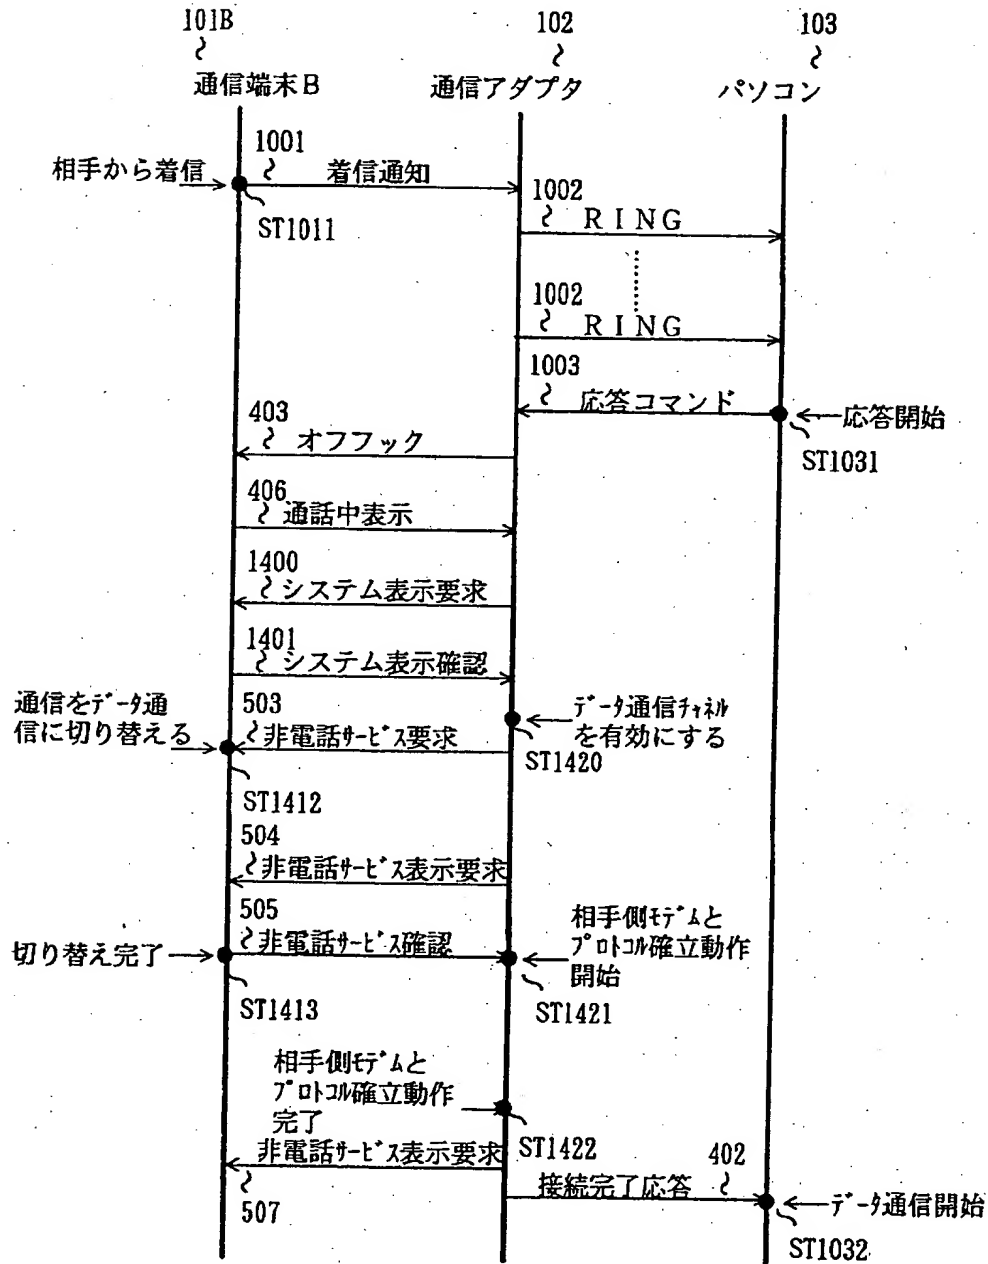 101B
102
103
通信端末B
通信アダプタ
パソコン
1001
相手から着信
着信通知
ST1011
1002
RING
1002
RING
1003
応答コマンド
応答開始
ST1031
403
オフフック
406
通話中表示
1400
システム表示要求
1401
システム表示確認
通信をデータ通
信に切り替える
503
非電話サービス要求
データ通信チャネル
を有効にする
ST1420
ST1412
504
非電話サービス表示要求
505
非電話サービス確認
切り替え完了
相手側モデムと
プロトコル確立動作
開始
ST1413
ST1421
相手側モデムと
プロトコル確立動作
完了
ST1422
非電話サービス表示要求
507
402
接続完了応答
データ通信開始
ST1032